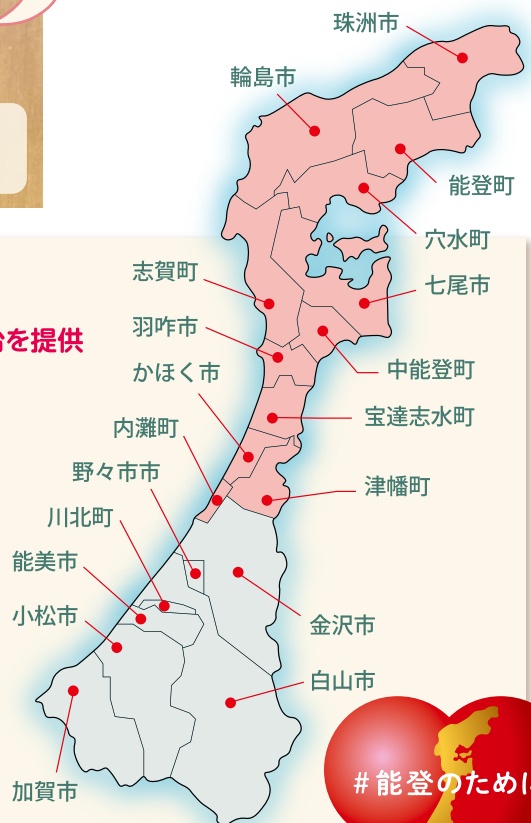 珠洲市
輪島市
能登町
穴水町
志賀町
七尾市
羽咋市
中能登町
を提供
かほく市
宝達志水町
内灘町
野々市市
津幡町
川北町
能美市
小松市
金沢市
白山市
加賀市
#能登のために